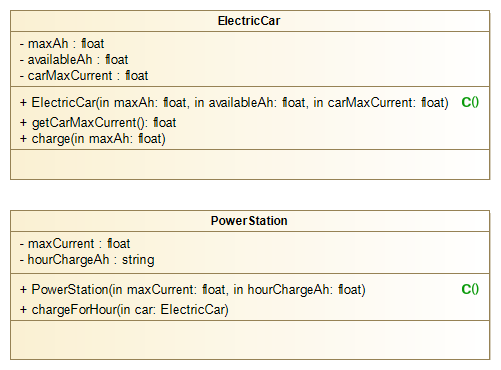 ElectricCar
- maxAh : float
- availableAh : float
- carMaxCurrent : float
+ ElectricCar(in maxAh: float, in availableAh: float, in carMaxCurrent: float) C()
+ getCarMaxCurrent(): float
+ charge(in maxAh: float)
PowerStation
- maxCurrent : float
- hourChargeAh : string
+ PowerStation(in maxCurrent: float, in hourChargeAh: float) C()
+ chargeForHour(in car: ElectricCar)